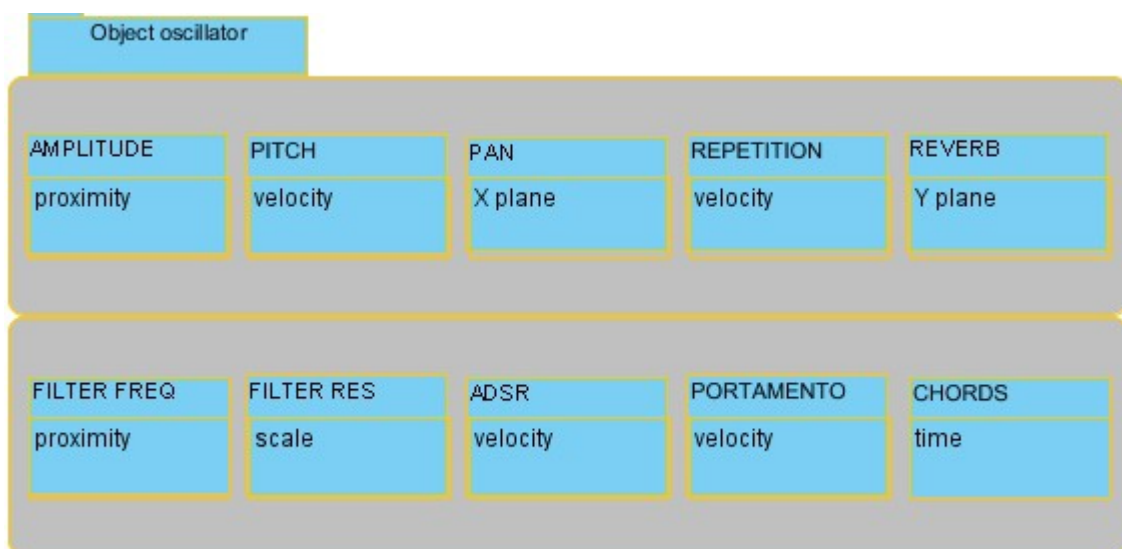 Object oscillator
AMPLITUDE
proximity
PITCH
velocity
PAN
X plane
REPETITION
velocity
REVERB
Y plane
FILTER FREQ
proximity
FILTER RES
scale
ADSR
velocity
PORTAMENTO
velocity
CHORDS
time